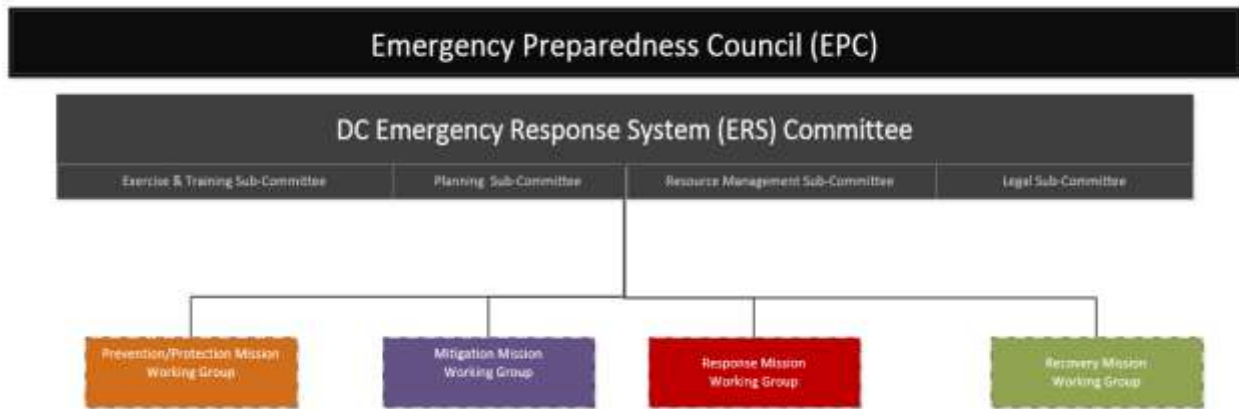 Emergency Preparedness Council (EPC)
DC Emergency Response System (ERS) Committee
Exercise & Training Sub-Committee
Planning Sub-Committee
Resource Management Sub-Committee
Legal Sub-Committee
Prevention/Protection Mission
Working Group
Mitigation Mission
Working Group
Response Mission
Working Group
Recovery Mission
Working Group